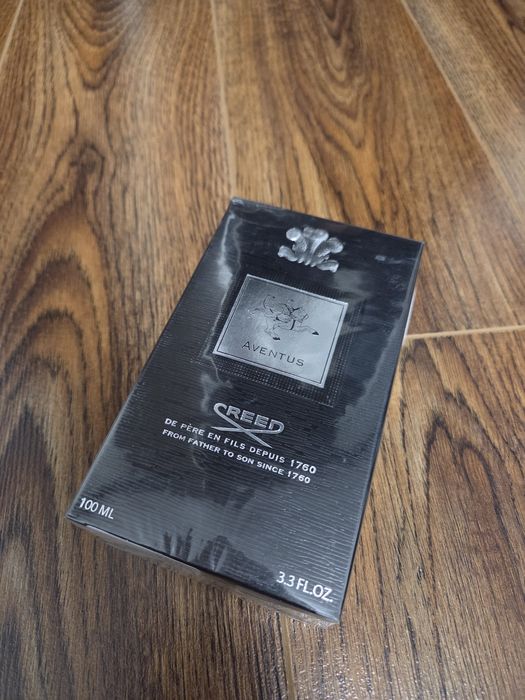 AVENTUS
CREED
DE PÈRE EN FILS DEPUIS 1760
FROM FATHER TO SON SINCE 1760
100 ML
3.3 FL.OZ.